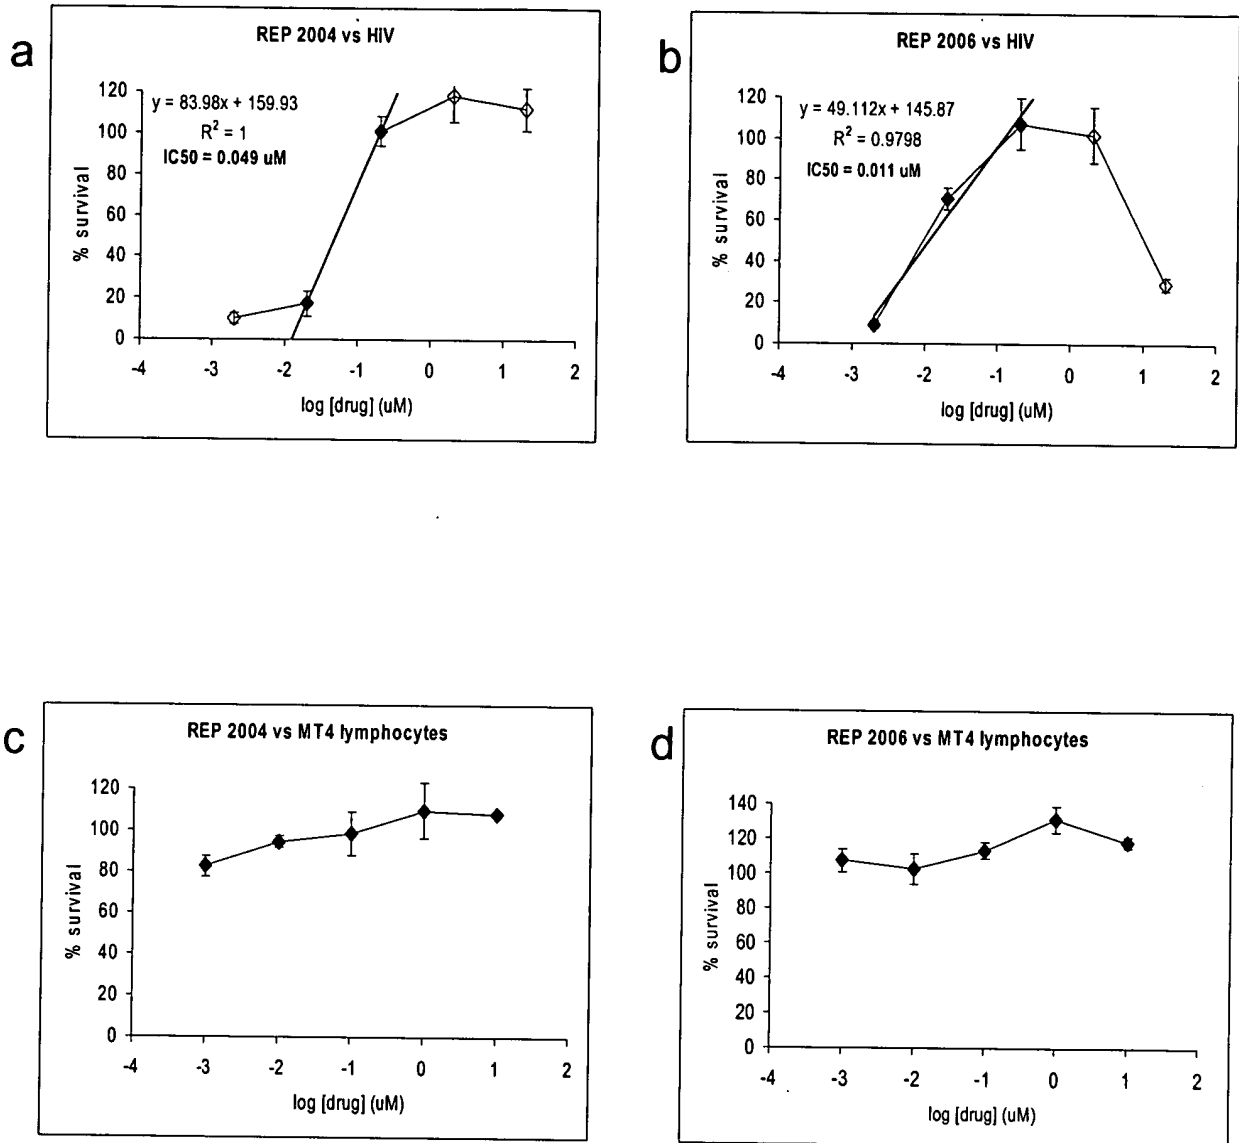 a
REP 2004 vs HIV
y = 83.98x + 159.93
R² = 1
IC50 = 0.049 uM
% survival
120
100
80
60
40
20
0
-4 -3 -2 -1 0 1 2
log [drug] (uM)
b
REP 2006 vs HIV
y = 49.112x + 145.87
R² = 0.9798
IC50 = 0.011 uM
% survival
120
100
80
60
40
20
0
-4 -3 -2 -1 0 1 2
log [drug] (uM)
c
REP 2004 vs MT4 lymphocytes
% survival
120
100
80
60
40
20
0
-4 -3 -2 -1 0 1 2
log [drug] (uM)
d
REP 2006 vs MT4 lymphocytes
% survival
140
120
100
80
60
40
20
0
-4 -3 -2 -1 0 1 2
log [drug] (uM)